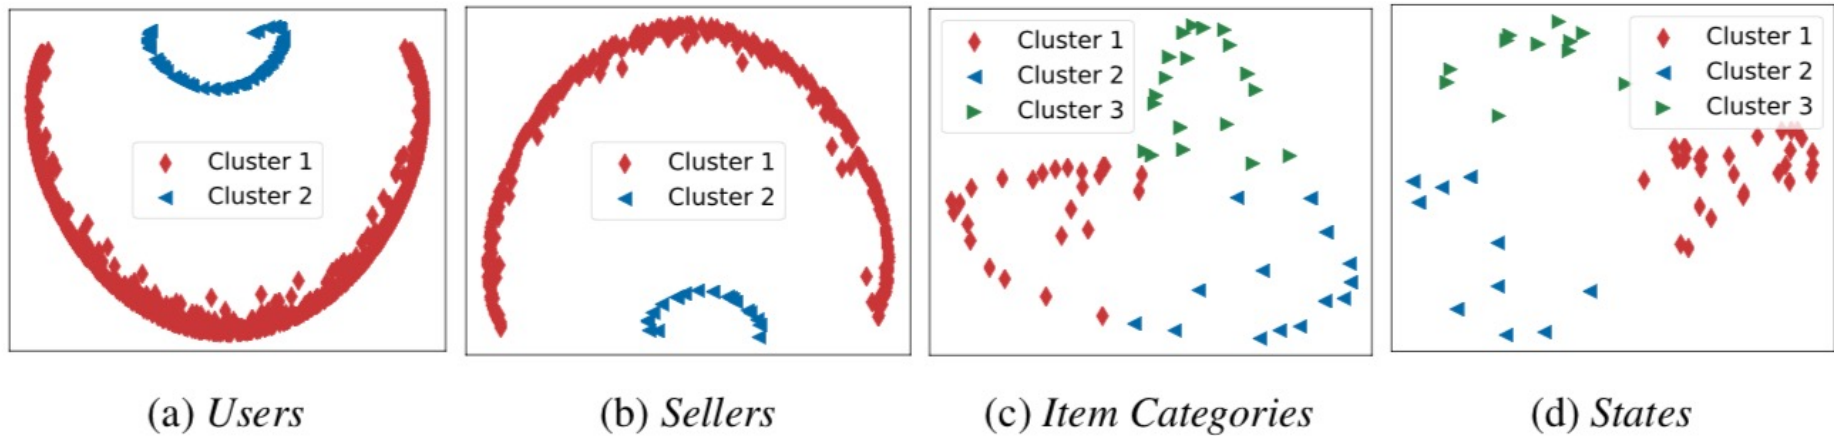 Cluster 1
Cluster 2
Cluster 1
Cluster 2
Cluster 1
Cluster 2
Cluster 3
Cluster 1
Cluster 2
Cluster 3
(a) Users
(b) Sellers
(c) Item Categories
(d) States